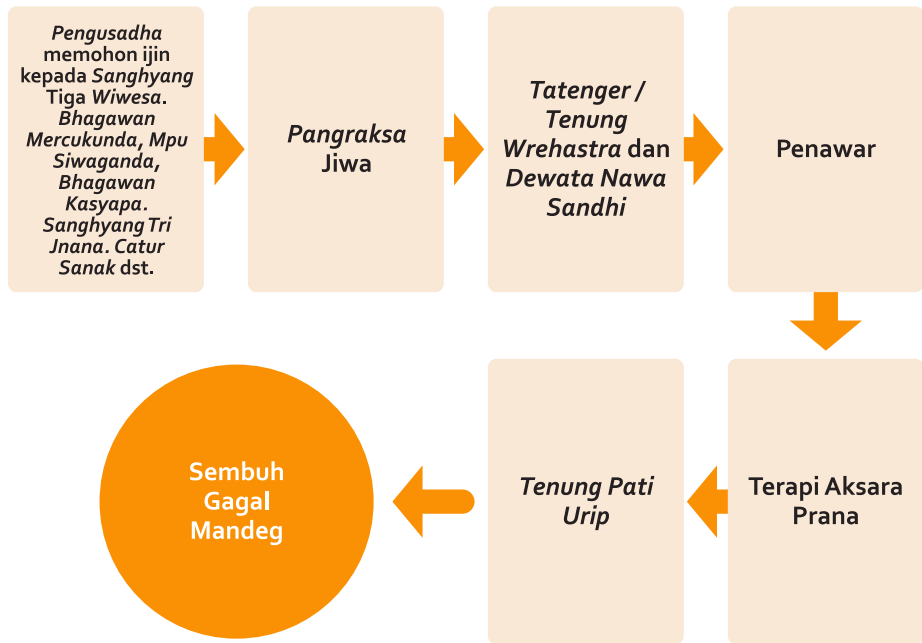 Pengusadha
memohon ijin
kepada Sanghyang
Tiga Wiwesa.
Bhagawan
Mercukunda, Mpu
Siwaganda,
Bhagawan
Kasyapa.
Sanghyang Tri
Jnana. Catur
Sanak dst.
Pangraksa
Jiwa
Tatenger /
Tenung
Wrehastra dan
Dewata Nawa
Sandhi
Penawar
Terapi Aksara
Prana
Tenung Pati
Urip
Sembuh
Gagal
Mandeg